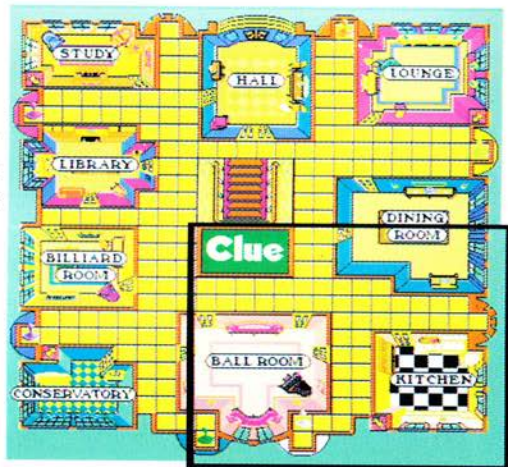 STUDY
HALL
LOUNGE
LIBRARY
DINING
ROOM
Clue
BILLIARD
ROOM
BALL ROOM
KITCHEN
CONSERVATORY